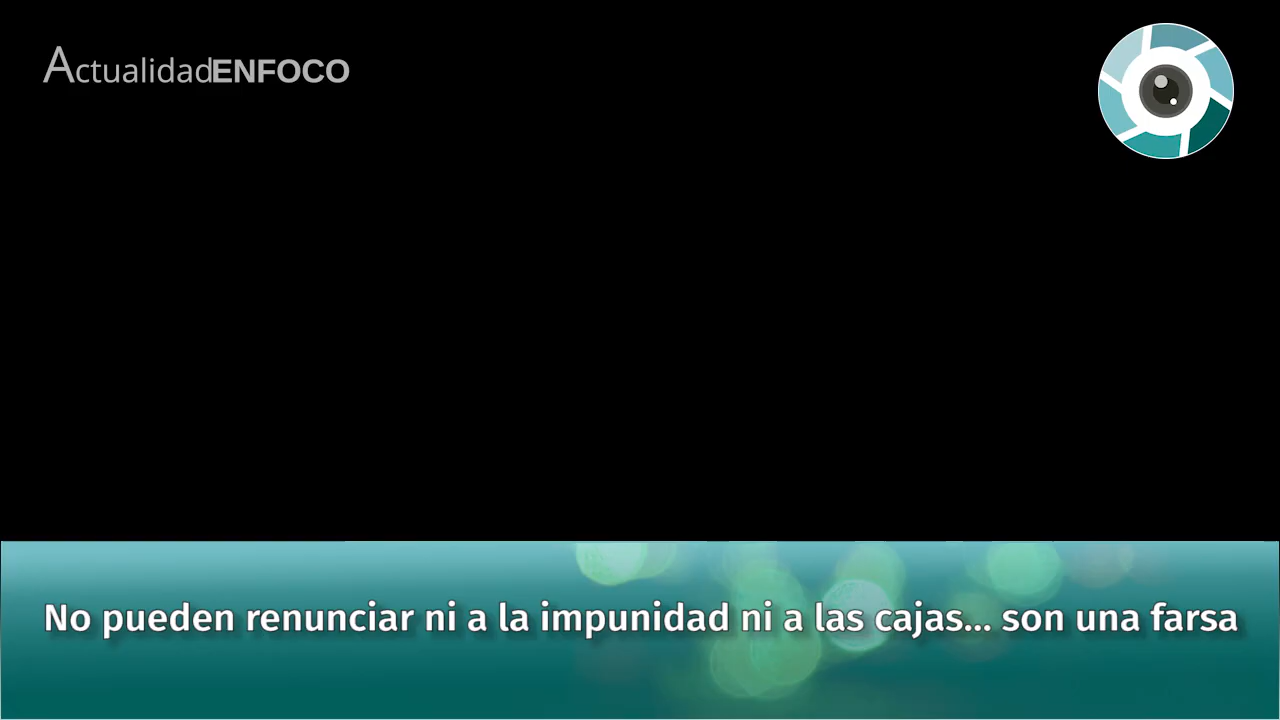 ActualidadENFOCO
No pueden renunciar ni a la impunidad ni a las cajas... son una farsa